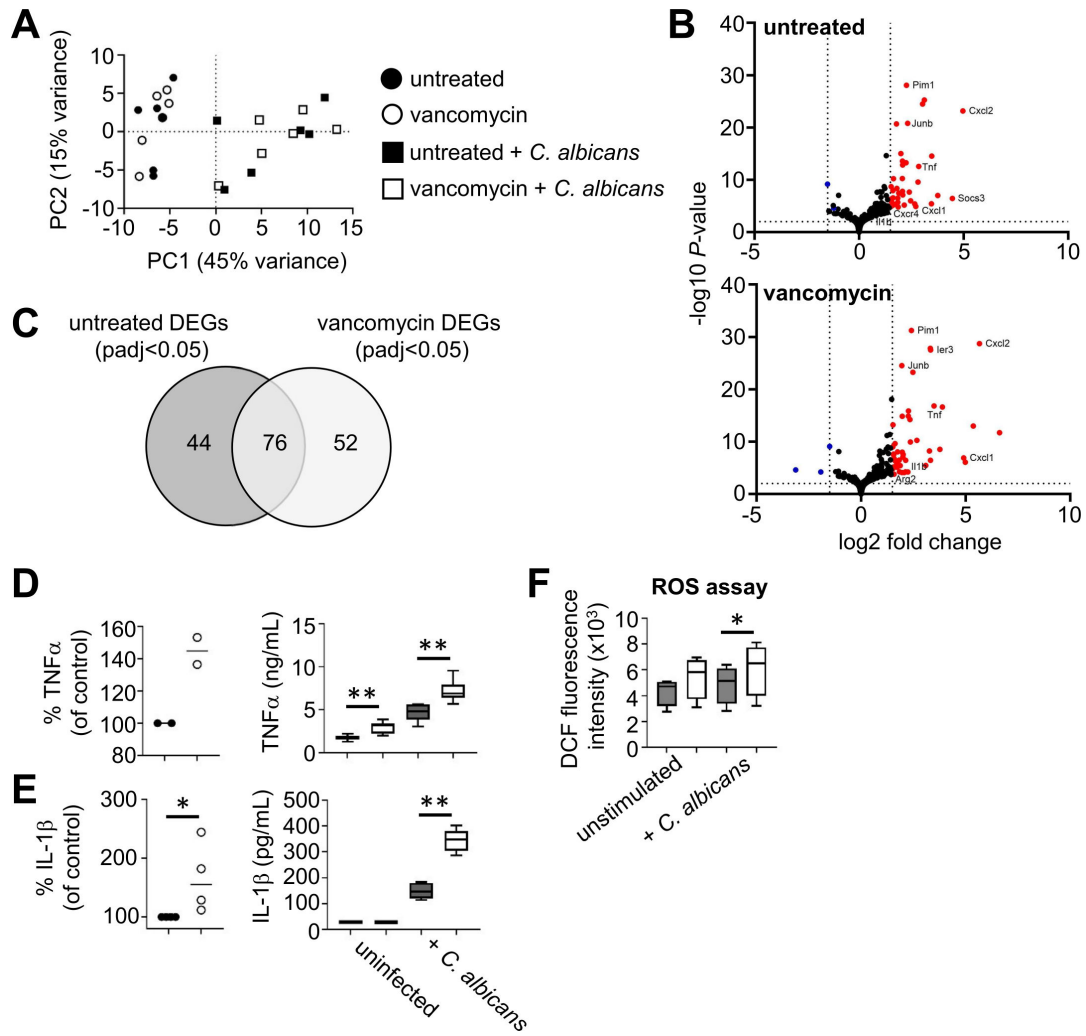 A
PC2 (15% variance)
10
5
0
-5
-10
-10
-5
0
5
10
15
PC1 (45% variance)
untreated
vancomycin
untreated + C. albicans
vancomycin + C. albicans
B
-log10 P-value
untreated
40
30
20
10
0
-5
0
5
10
Pim1
Cxcl2
Junb
Tnf
Socs3
Cxcl1
Cxcr4
Il1b
vancomycin
40
30
20
10
0
-5
0
5
10
Pim1
Ier3
Cxcl2
Junb
Tnf
Cxcl1
Il1b
Arg2
log2 fold change
C
untreated DEGs
(padj<0.05)
vancomycin DEGs
(padj<0.05)
44
76
52
D
% TNFα
(of control)
160
140
120
100
80
TNFα (ng/mL)
15
10
5
0
**
**
E
% IL-1β
(of control)
300
200
100
*
IL-1β (pg/mL)
500
400
300
200
100
0
**
uninfected
+ C. albicans
F
ROS assay
DCF fluorescence
intensity (x10³)
10
8
6
4
2
0
*
unstimulated
+ C. albicans